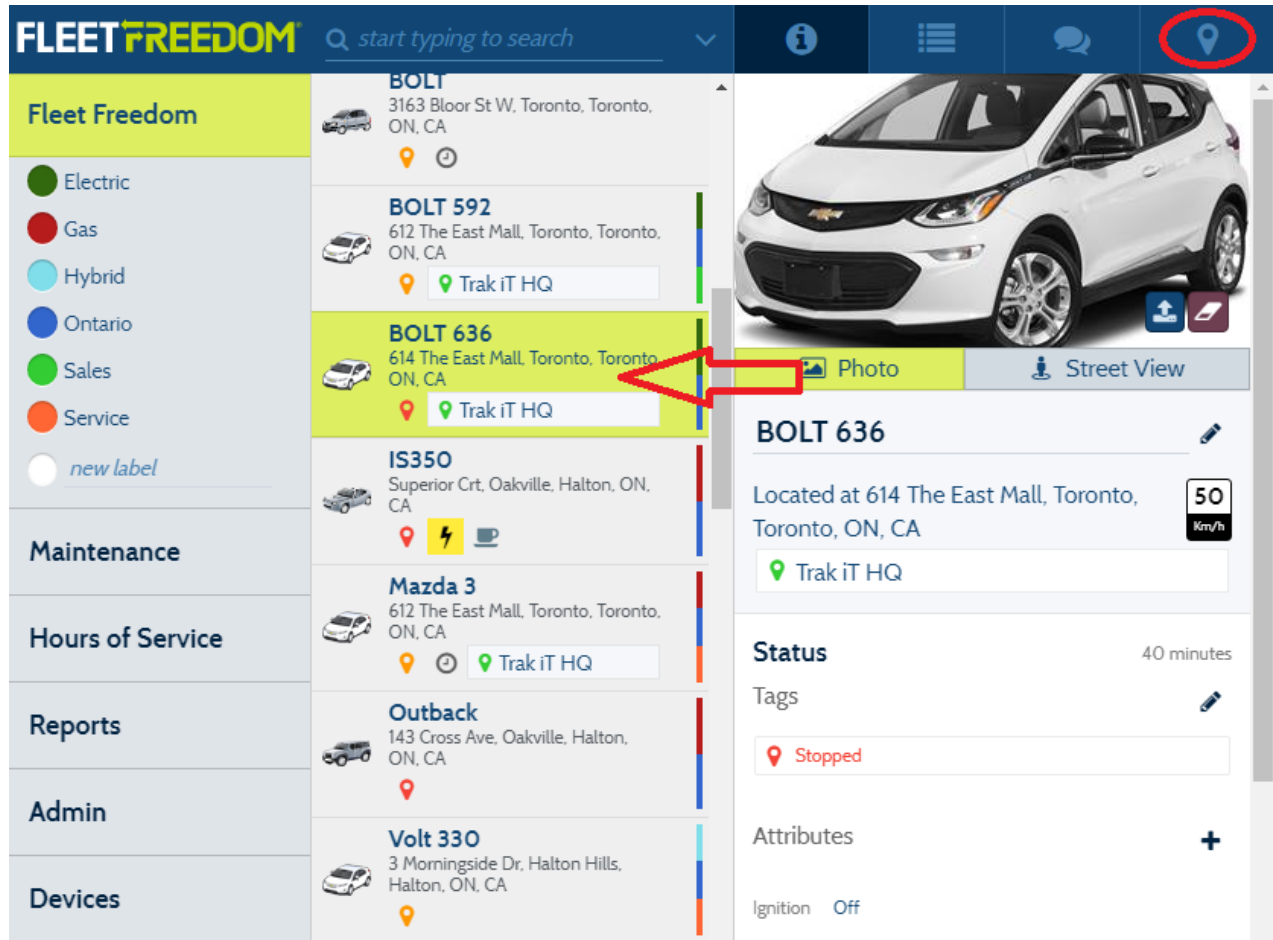 FLEETFREEDOM
start typing to search
Fleet Freedom
Electric
Gas
Hybrid
Ontario
Sales
Service
new label
Maintenance
Hours of Service
Reports
Admin
Devices
BOLT
3163 Bloor St W, Toronto, Toronto,
ON, CA
BOLT 592
612 The East Mall, Toronto, Toronto,
ON, CA
Trak iT HQ
BOLT 636
614 The East Mall, Toronto, Toronto
ON, CA
Trak iT HQ
IS350
Superior Crt, Oakville, Halton, ON,
CA
Mazda 3
612 The East Mall, Toronto, Toronto,
ON, CA
Trak iT HQ
Outback
143 Cross Ave, Oakville, Halton,
ON, CA
Volt 330
3 Morningside Dr, Halton Hills,
Halton, ON, CA
Photo
Street View
BOLT 636
Located at 614 The East Mall, Toronto,
Toronto, ON, CA
50
Km/h
Trak iT HQ
Status
40 minutes
Tags
Stopped
Attributes
Ignition Off